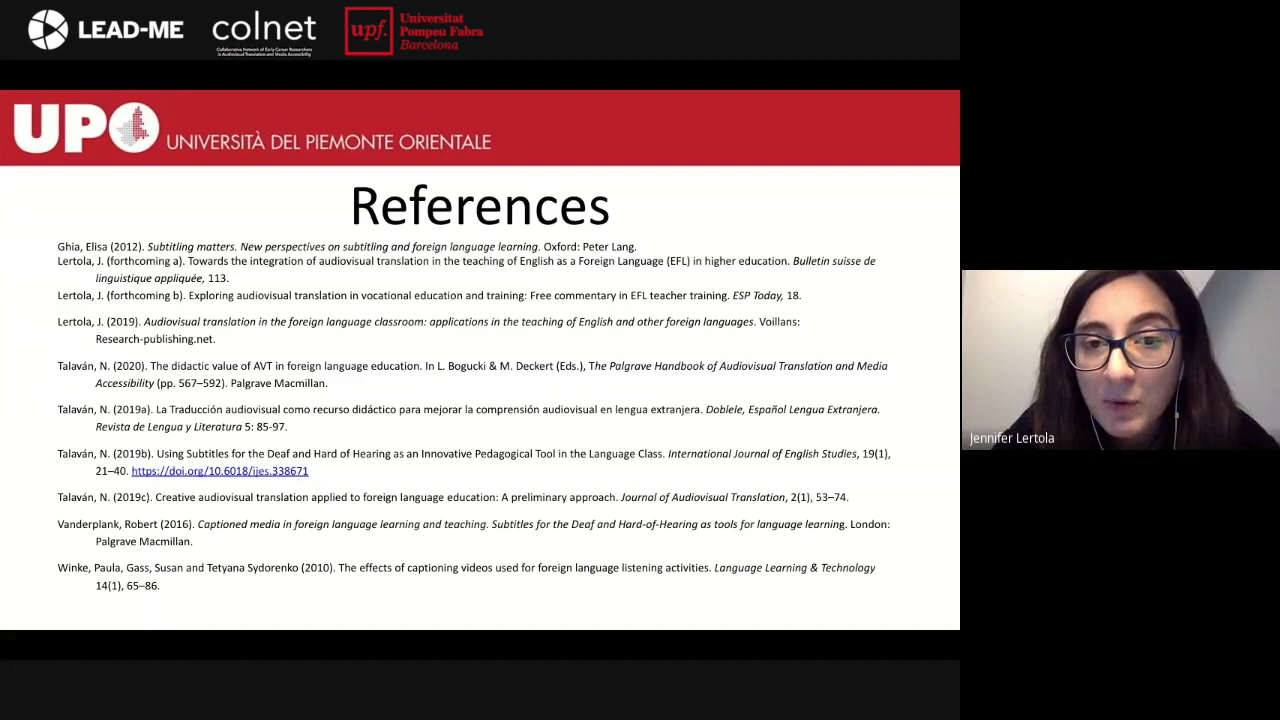 LEAD-ME
colnet
Collaborative Network of Early Career Researchers
in Audiovisual Translation and Media Accessibility
upf.
Universitat
Pompeu Fabra
Barcelona
UPO
UNIVERSITÀ DEL PIEMONTE ORIENTALE
References
Ghia, Elisa (2012). Subtitling matters. New perspectives on subtitling and foreign language learning. Oxford: Peter Lang.
Lertola, J. (forthcoming a). Towards the integration of audiovisual translation in the teaching of English as a Foreign Language (EFL) in higher education. Bulletin suisse de
linguistique appliquée, 113.
Lertola, J. (forthcoming b). Exploring audiovisual translation in vocational education and training: Free commentary in EFL teacher training. ESP Today, 18.
Lertola, J. (2019). Audiovisual translation in the foreign language classroom: applications in the teaching of English and other foreign languages. Voillans:
Research-publishing.net.
Talaván, N. (2020). The didactic value of AVT in foreign language education. In L. Bogucki & M. Deckert (Eds.), The Palgrave Handbook of Audiovisual Translation and Media
Accessibility (pp. 567–592). Palgrave Macmillan.
Talaván, N. (2019a). La Traducción audiovisual como recurso didáctico para mejorar la comprensión audiovisual en lengua extranjera. Doblele, Español Lengua Extranjera.
Revista de Lengua y Literatura 5: 85-97.
Talaván, N. (2019b). Using Subtitles for the Deaf and Hard of Hearing as an Innovative Pedagogical Tool in the Language Class. International Journal of English Studies, 19(1),
21–40. https://doi.org/10.6018/ijes.338671
Talaván, N. (2019c). Creative audiovisual translation applied to foreign language education: A preliminary approach. Journal of Audiovisual Translation, 2(1), 53–74.
Vanderplank, Robert (2016). Captioned media in foreign language learning and teaching. Subtitles for the Deaf and Hard-of-Hearing as tools for language learning. London:
Palgrave Macmillan.
Winke, Paula, Gass, Susan and Tetyana Sydorenko (2010). The effects of captioning videos used for foreign language listening activities. Language Learning & Technology
14(1), 65–86.
Jennifer Lertola